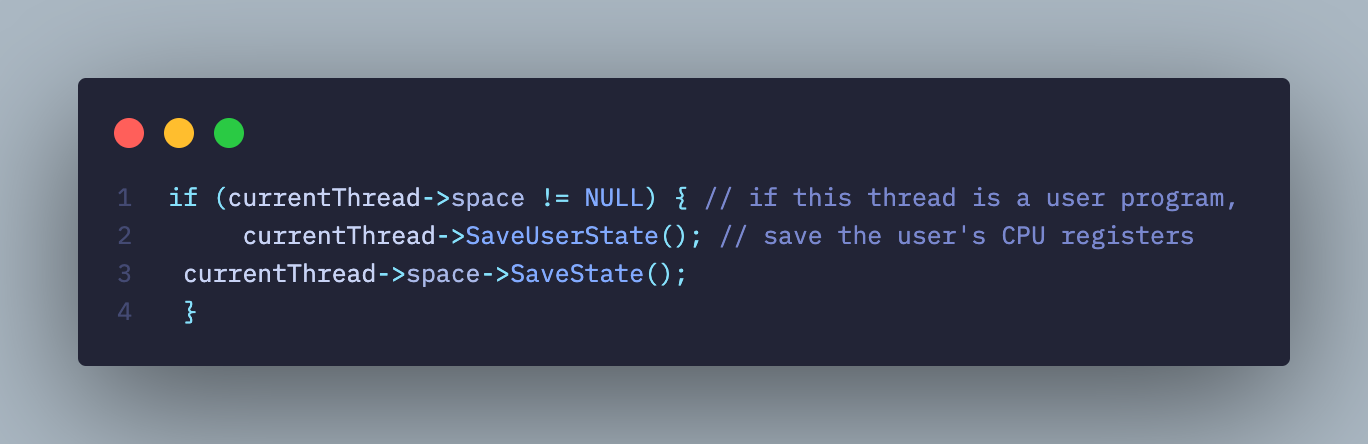 1 if (currentThread->space != NULL) { // if this thread is a user program,
2      currentThread->SaveUserState(); // save the user's CPU registers
3  currentThread->space->SaveState();
4  }